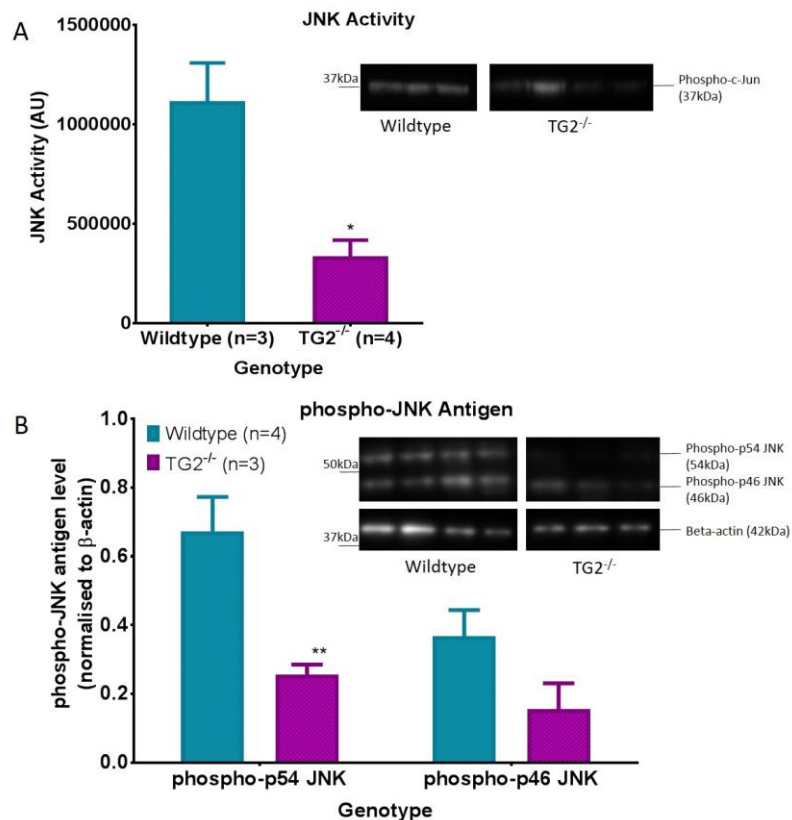 A
JNK Activity
1500000
1000000
500000
0
JNK Activity (AU)
*
Wildtype (n=3)
TG2-/- (n=4)
Genotype
37kDa
Phospho-c-Jun
(37kDa)
Wildtype
TG2-/-
B
phospho-JNK Antigen
1.0
0.8
0.6
0.4
0.2
0.0
phospho-JNK antigen level
(normalised to β-actin)
Wildtype (n=4)
TG2-/- (n=3)
**
phospho-p54 JNK
phospho-p46 JNK
Genotype
50kDa
37kDa
Phospho-p54 JNK
(54kDa)
Phospho-p46 JNK
(46kDa)
Beta-actin (42kDa)
Wildtype
TG2-/-